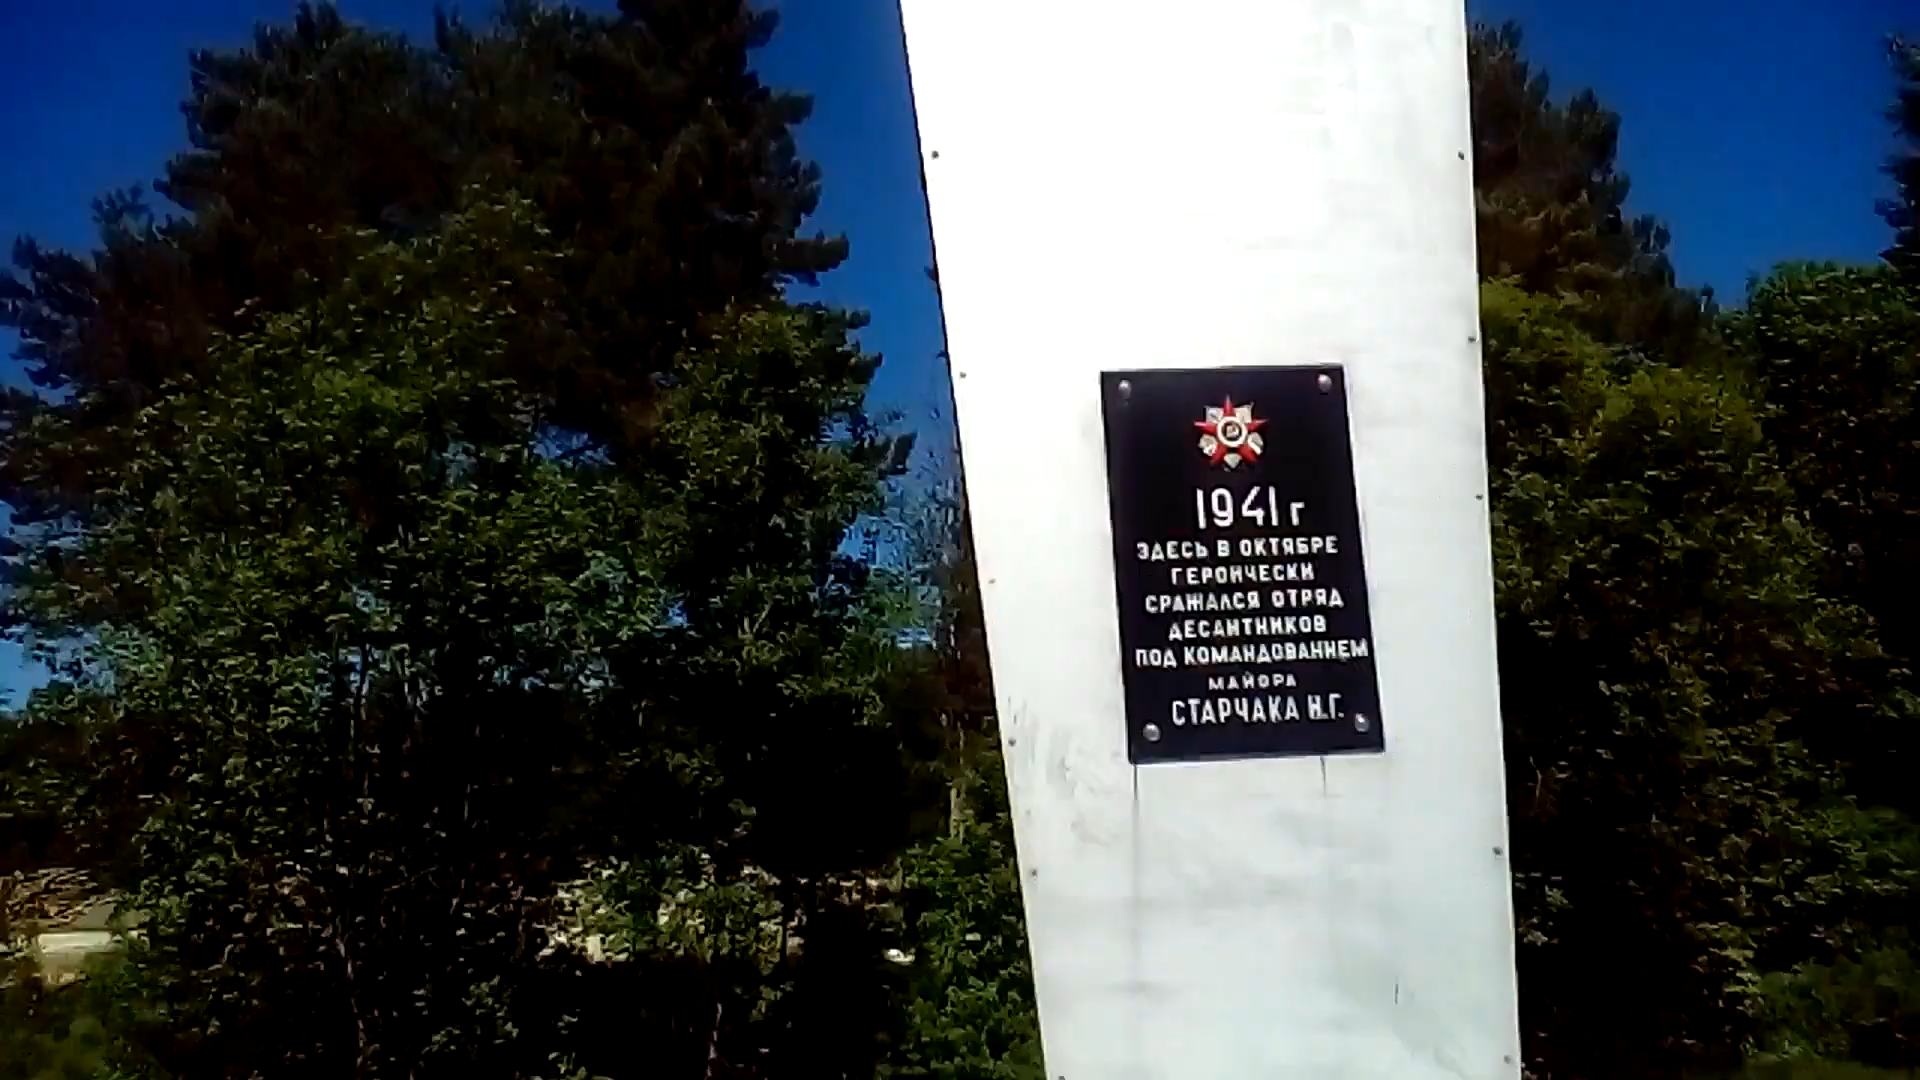 1941 г
ЗДЕСЬ В ОКТЯБРЕ
ГЕРОИЧЕСКИ
СРАЖАЛСЯ ОТРЯД
ДЕСАНТНИКОВ
ПОД КОМАНДОВАНИЕМ
МАЙОРА
СТАРЧАКА И.Г.